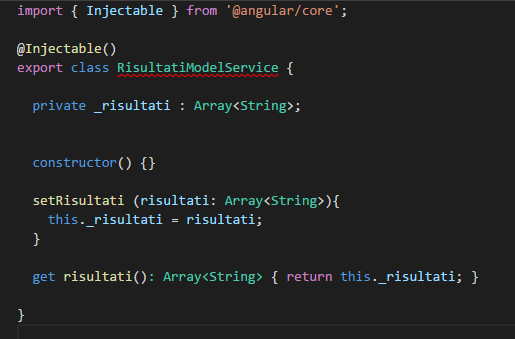 import { Injectable } from '@angular/core';
@Injectable()
export class RisultatiModelService {
private _risultati : Array<String>;
constructor() {}
setRisultati (risultati: Array<String>){
this._risultati = risultati;
}
get risultati(): Array<String> { return this._risultati; }
}